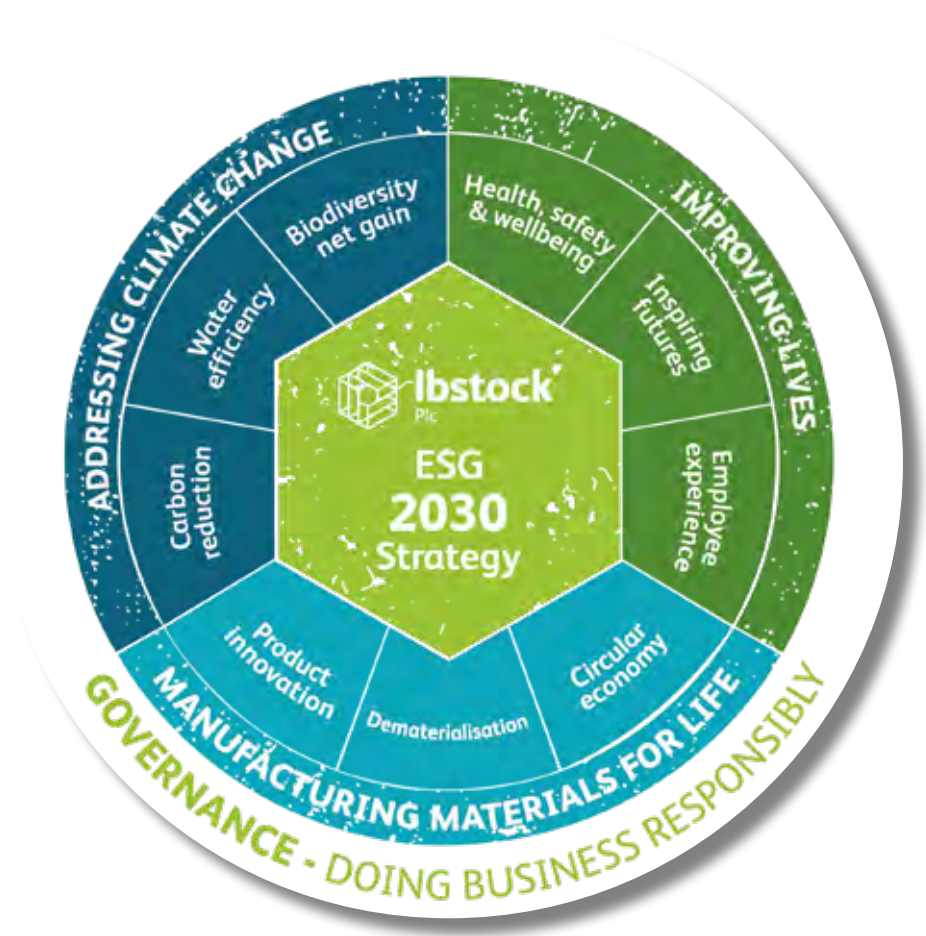 Ibstock
Plc
ESG
2030
Strategy
ADDRESSING CLIMATE CHANGE
Carbon
reduction
Water
efficiency
Biodiversity
net gain
IMPROVING LIVES
Health, safety
& wellbeing
Inspiring
futures
Employee
experience
MANUFACTURING MATERIALS FOR LIFE
Product
innovation
Dematerialisation
Circular
economy
GOVERNANCE - DOING BUSINESS RESPONSIBLY